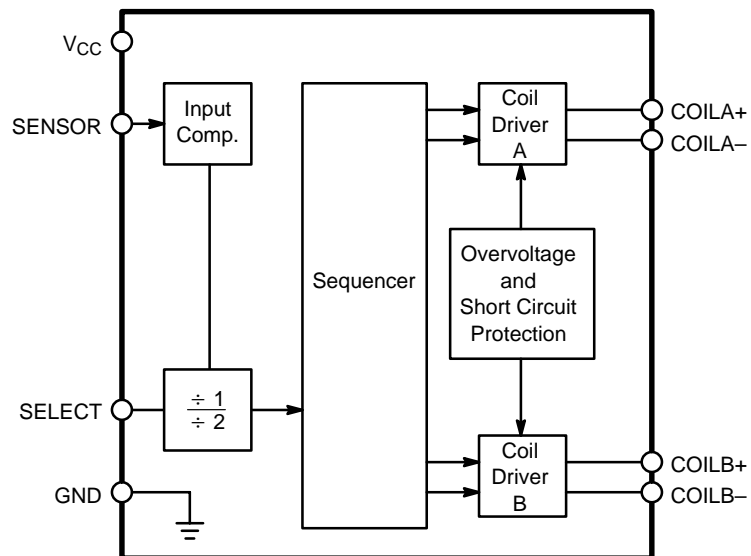 VCC
SENSOR
Input
Comp.
Coil
Driver
A
COILA+
COILA–
Sequencer
Overvoltage
and
Short Circuit
Protection
SELECT
÷ 1
÷ 2
GND
Coil
Driver
B
COILB+
COILB–